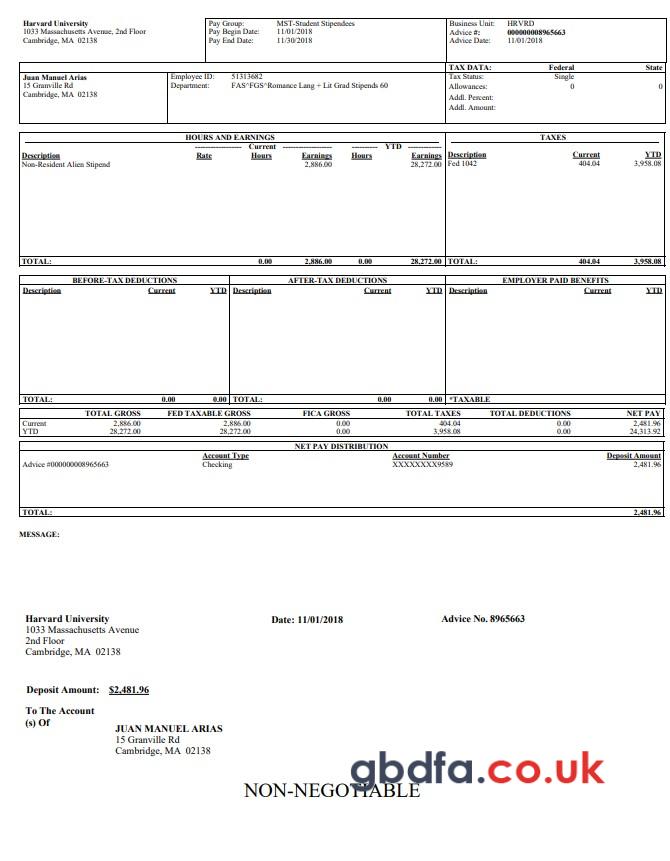 Harvard University
1033 Massachusetts Avenue, 2nd Floor
Cambridge, MA 02138
Pay Group: MST-Student Stipendees
Pay Begin Date: 11/01/2018
Pay End Date: 11/30/2018
Business Unit: HRVRD
Advice #: 000000008965663
Advice Date: 11/01/2018
Juan Manuel Arias
15 Granville Rd
Cambridge, MA 02138
Employee ID: 51313682
Department: FAS^FGS^Romance Lang + Lit Grad Stipends 60
TAX DATA: Federal State
Tax Status: Single
Allowances: 0 0
Addl. Percent:
Addl. Amount:
HOURS AND EARNINGS
------------------ Current ------------------ ---------- YTD ------------
Description Rate Hours Earnings Hours Earnings
Non-Resident Alien Stipend 2,886.00 28,272.00
TOTAL: 0.00 2,886.00 0.00 28,272.00
TAXES
Description Current YTD
Fed 1042 404.04 3,958.08
TOTAL: 404.04 3,958.08
BEFORE-TAX DEDUCTIONS
Description Current YTD
TOTAL: 0.00 0.00
AFTER-TAX DEDUCTIONS
Description Current YTD
TOTAL: 0.00 0.00
EMPLOYER PAID BENEFITS
Description Current YTD
*TAXABLE
TOTAL GROSS FED TAXABLE GROSS FICA GROSS TOTAL TAXES TOTAL DEDUCTIONS NET PAY
Current 2,886.00 2,886.00 0.00 404.04 0.00 2,481.96
YTD 28,272.00 28,272.00 0.00 3,958.08 0.00 24,313.92
NET PAY DISTRIBUTION
Account Type Account Number Deposit Amount
Advice #000000008965663 Checking XXXXXXXX9589 2,481.96
TOTAL: 2,481.96
MESSAGE:
Harvard University
1033 Massachusetts Avenue
2nd Floor
Cambridge, MA 02138
Date: 11/01/2018
Advice No. 8965663
Deposit Amount: $2,481.96
To The Account
(s) Of
JUAN MANUEL ARIAS
15 Granville Rd
Cambridge, MA 02138
gbdfa.co.uk
NON-NEGOTIABLE